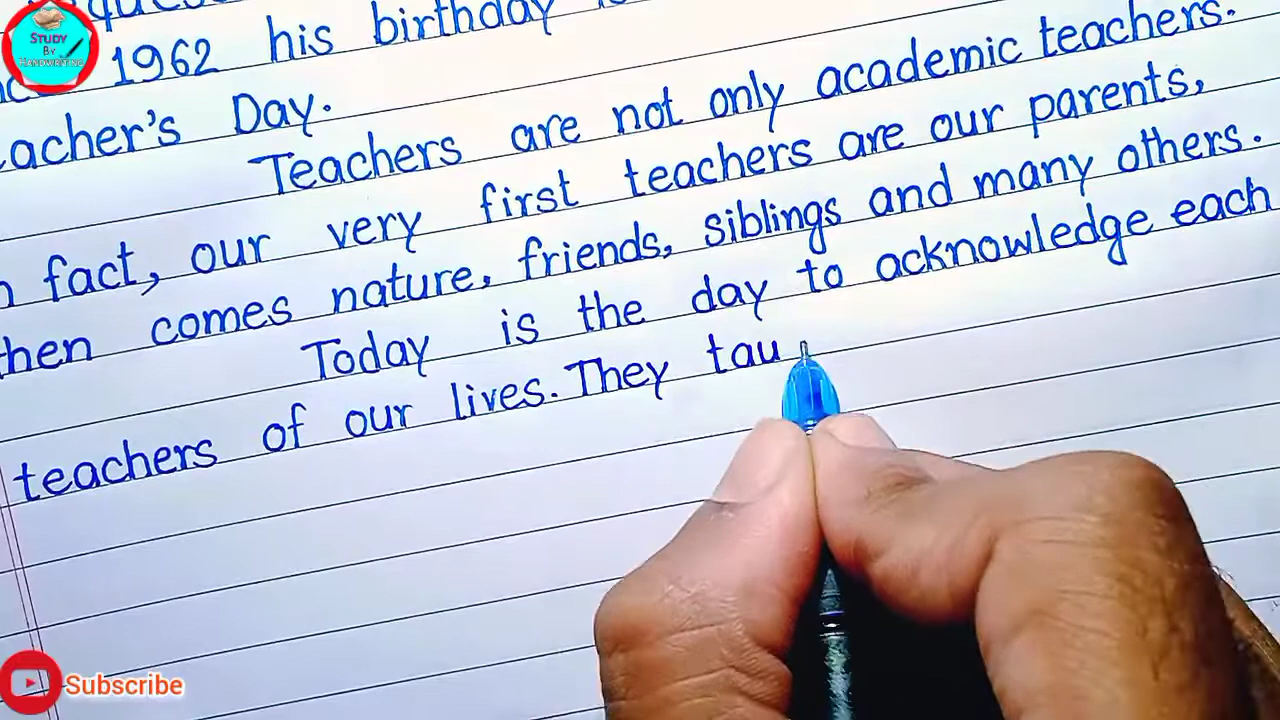 STUDY
By
HANDWRITING
1962 his birthday
Teacher's Day.
Teachers are not only academic teachers.
fact, our very first teachers are our parents,
comes nature, friends, siblings and many others.
Today is the day to acknowledge each
teachers of our lives. They tau
Subscribe